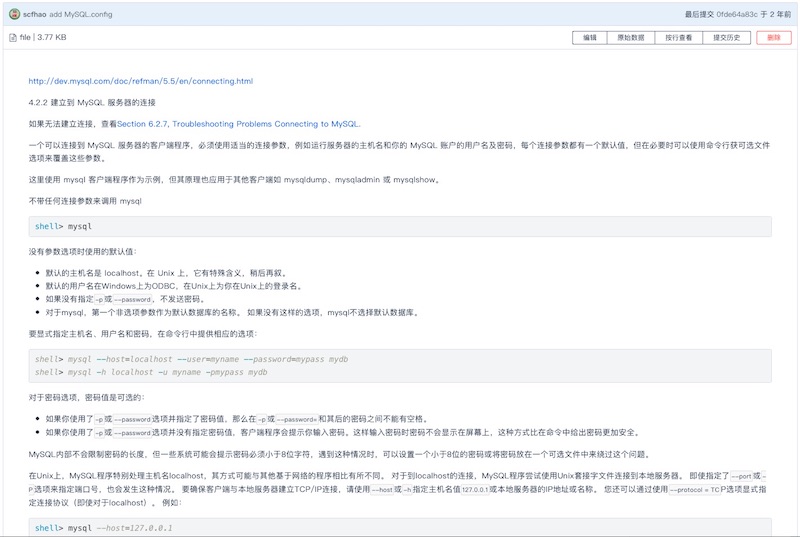 scfhao add MySQL.config
最后提交 0fde64a83c 于 2 年前
file | 3.77 KB
编辑 原始数据 按行查看 提交历史 删除
http://dev.mysql.com/doc/refman/5.5/en/connecting.html
4.2.2 建立到 MySQL 服务器的连接
如果无法建立连接，查看Section 6.2.7, Troubleshooting Problems Connecting to MySQL.
一个可以连接到 MySQL 服务器的客户端程序，必须使用适当的连接参数，例如运行服务器的主机名和你的 MySQL 账户的用户名及密码，每个连接参数都有一个默认值，但在必要时可以使用命令行获可选文件
选项来覆盖这些参数。
这里使用 mysql 客户端程序作为示例，但其原理也应用于其他客户端如 mysqldump、mysqladmin 或 mysqlshow。
不带任何连接参数来调用 mysql
shell> mysql
没有参数选项时使用的默认值：
默认的主机名是 localhost。在 Unix 上，它有特殊含义，稍后再叙。
默认的用户名在Windows上为ODBC，在Unix上为你在Unix上的登录名。
如果没有指定-p或--password，不发送密码。
对于mysql，第一个非选项参数作为默认数据库的名称。 如果没有这样的选项，mysql不选择默认数据库。
要显式指定主机名、用户名和密码，在命令行中提供相应的选项：
shell> mysql --host=localhost --user=myname --password=mypass mydb
shell> mysql -h localhost -u myname -pmypass mydb
对于密码选项，密码值是可选的：
如果你使用了-p或--password选项并指定了密码值，那么在-p或--password=和其后的密码之间不能有空格。
如果你使用了-p或--password选项并没有指定密码值，客户端程序会提示你输入密码。这样输入密码时密码不会显示在屏幕上，这种方式比在命令中给出密码更加安全。
MySQL内部不会限制密码的长度，但一些系统可能会提示密码必须小于8位字符，遇到这种情况时，可以设置一个小于8位的密码或将密码放在一个可选文件中来绕过这个问题。
在Unix上，MySQL程序特别处理主机名localhost，其方式可能与其他基于网络的程序相比有所不同。 对于到localhost的连接，MySQL程序尝试使用Unix套接字文件连接到本地服务器。 即使指定了--port或-
P选项来指定端口号，也会发生这种情况。 要确保客户端与本地服务器建立TCP/IP连接，请使用--host或-h指定主机名值127.0.0.1或本地服务器的IP地址或名称。 您还可以通过使用--protocol = TCP选项显式指
定连接协议（即使对于localhost）。 例如：
shell> mysql --host=127.0.0.1